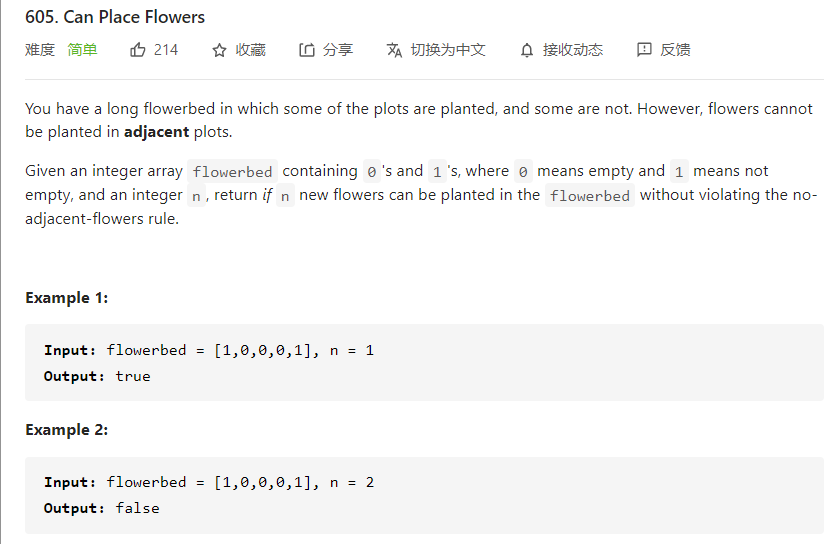 605. Can Place Flowers
难度 简单 214 收藏 分享 切换为中文 接收动态 反馈
You have a long flowerbed in which some of the plots are planted, and some are not. However, flowers cannot
be planted in adjacent plots.
Given an integer array flowerbed containing 0 's and 1 's, where 0 means empty and 1 means not
empty, and an integer n , return if n new flowers can be planted in the flowerbed without violating the no-
adjacent-flowers rule.
Example 1:
Input: flowerbed = [1,0,0,0,1], n = 1
Output: true
Example 2:
Input: flowerbed = [1,0,0,0,1], n = 2
Output: false